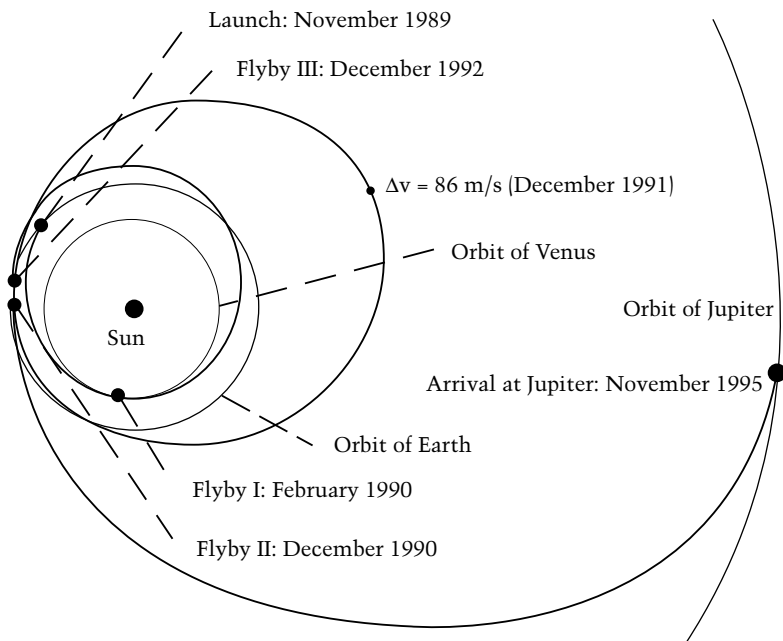 Launch: November 1989
Flyby III: December 1992
Δv = 86 m/s (December 1991)
Orbit of Venus
Orbit of Jupiter
Sun
Arrival at Jupiter: November 1995
Orbit of Earth
Flyby I: February 1990
Flyby II: December 1990